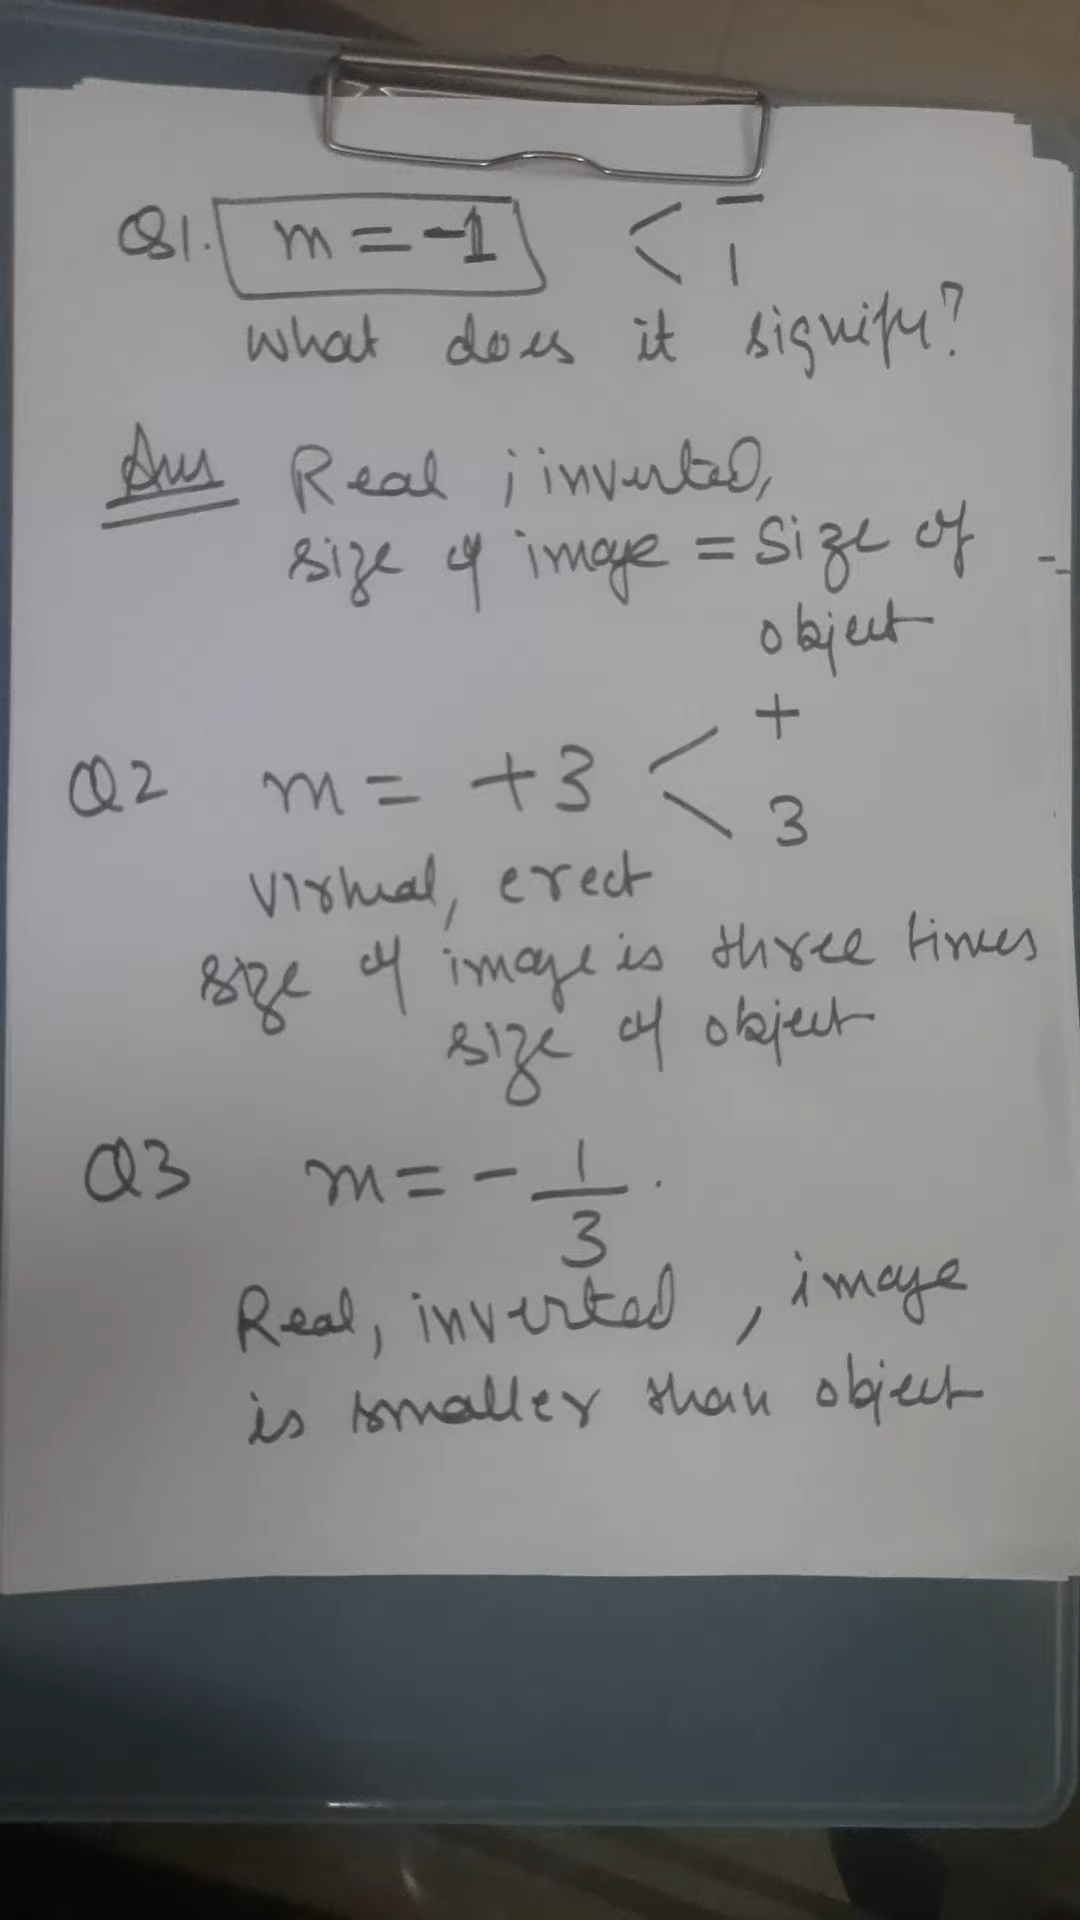 Q1. m = -1 < -
1
What does it signify?
Ans Real ; inverted,
size of image = Size of
object
+
Q2 m = +3 <
3
Virtual, erect
size of image is three times
size of object
Q3 m = - 1/3 .
Real, inverted , image
is smaller than object